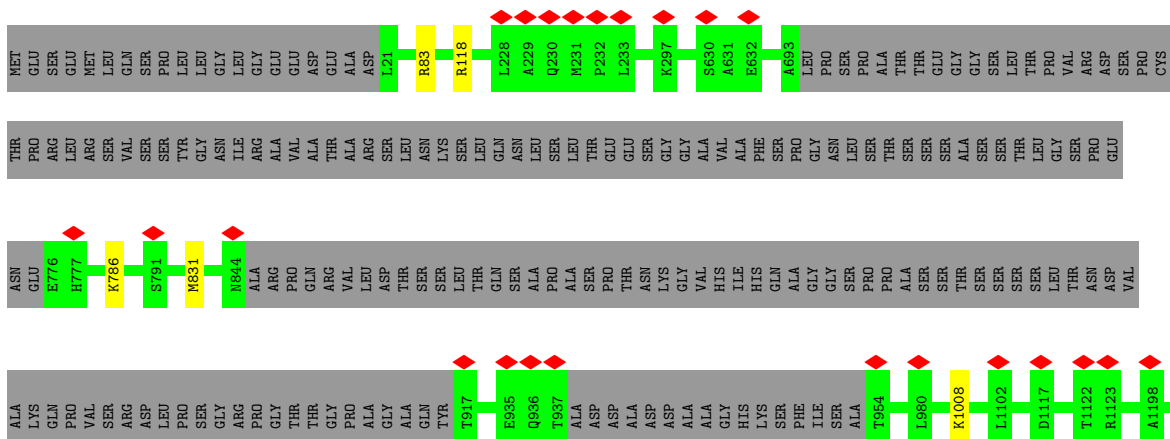 MET GLU SER GLU MET LEU GLN SER PRO LEU LEU GLY LEU GLY GLU GLU ASP GLU ALA ASP L21 R83 R118 L228 A229 Q230 M231 P232 L233 K297 S630 A631 E632 A693 LEU PRO SER PRO ALA THR THR GLU GLY GLY SER LEU THR PRO VAL ARG ASP SER PRO CYS
THR PRO ARG LEU ARG SER VAL SER SER TYR GLY ASN ILE ARG ALA VAL ALA THR ALA ARG SER LEU ASN LYS SER LEU GLN ASN LEU SER LEU THR GLU GLU SER GLY GLY ALA VAL ALA PHE SER PRO GLY ASN LEU SER THR SER SER SER ALA SER SER THR LEU GLY SER PRO GLU
ASN GLU E776 H777 K786 S791 M831 N844 ALA ARG PRO GLN ARG VAL LEU ASP THR SER SER LEU THR GLN SER ALA PRO ALA SER PRO THR ASN LYS GLY VAL HIS ILE HIS GLN ALA GLY GLY SER PRO PRO ALA SER SER THR SER SER SER SER LEU THR ASN ASP VAL
ALA LYS GLN PRO VAL SER ARG ASP LEU PRO SER GLY ARG PRO GLY THR THR GLY PRO ALA GLY ALA GLN TYR T917 E935 Q936 T937 ALA ASP ASP ALA ASP ASP ALA ALA GLY HIS LYS SER PHE ILE SER ALA T954 L980 K1008 L1102 D1117 T1122 R1123 A1198